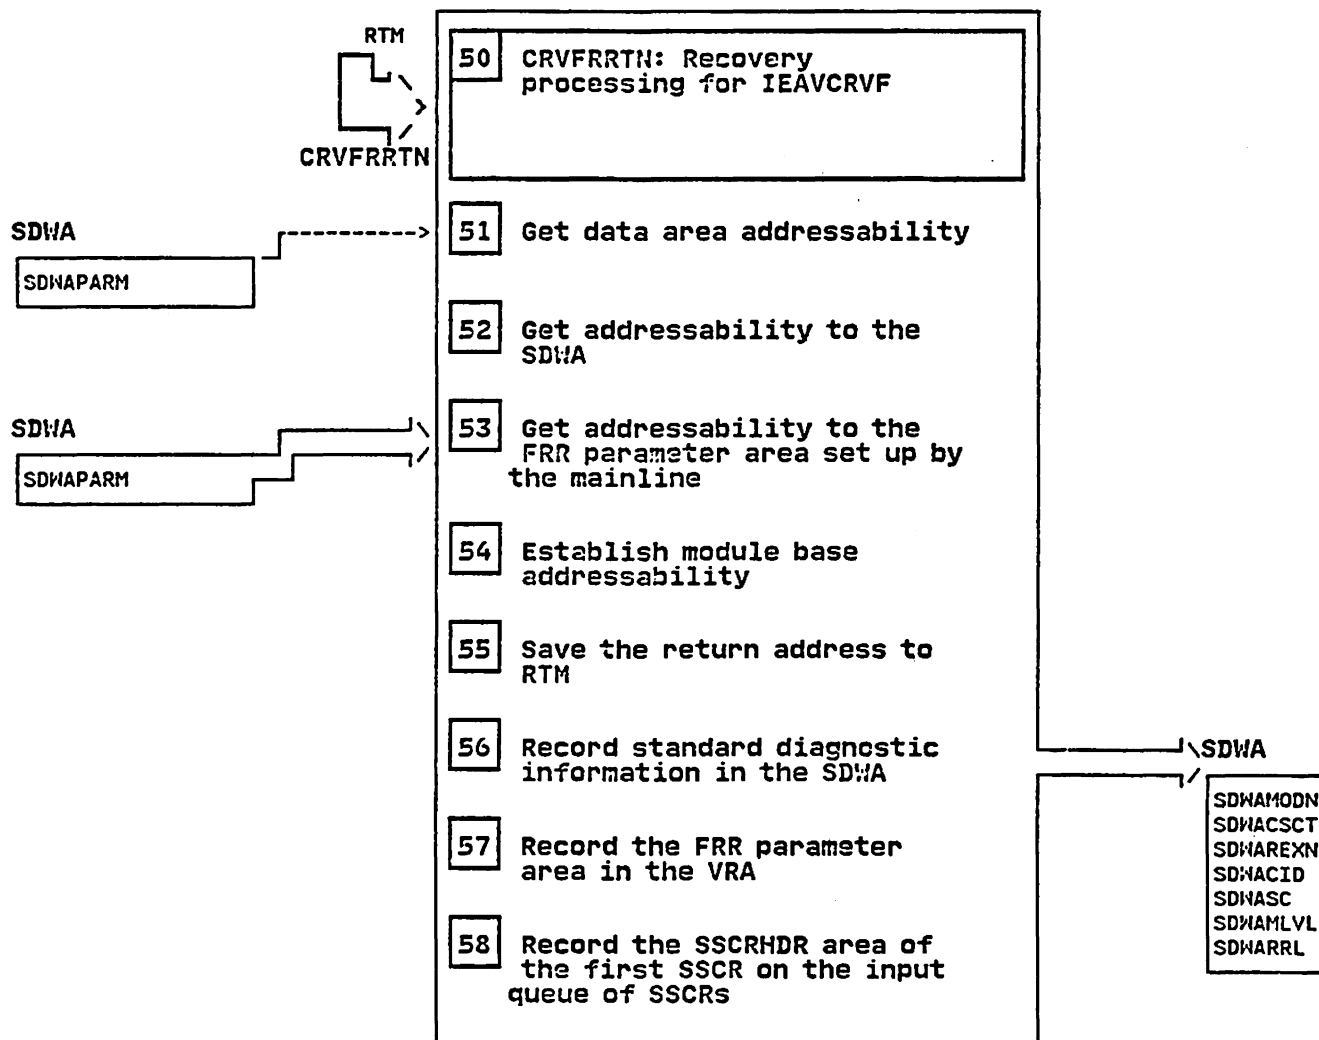 RTM
CRVFRRTN
50 CRVFRRTN: Recovery
processing for IEAVCRVF
SDWA
SDWAPARM
51 Get data area addressability
52 Get addressability to the
SDWA
SDWA
SDWAPARM
53 Get addressability to the
FRR parameter area set up by
the mainline
54 Establish module base
addressability
55 Save the return address to
RTM
56 Record standard diagnostic
information in the SDWA
SDWA
SDWAMODN
SDWACSCT
SDWAREXN
SDWACID
SDWASC
SDWAMLVL
SDWARRL
57 Record the FRR parameter
area in the VRA
58 Record the SSCRHDR area of
the first SSCR on the input
queue of SSCRs